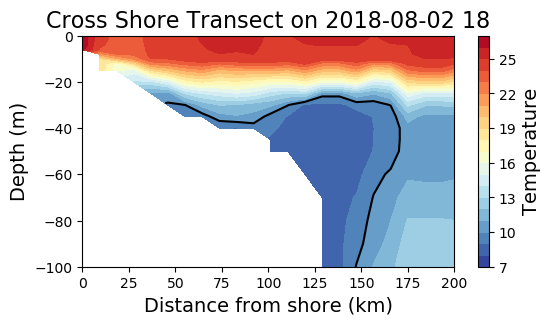 Cross Shore Transect on 2018-08-02 18
0
−20
−40
−60
−80
−100
Depth (m)
0 25 50 75 100 125 150 175 200
Distance from shore (km)
25
22
19
16
13
10
7
Temperature